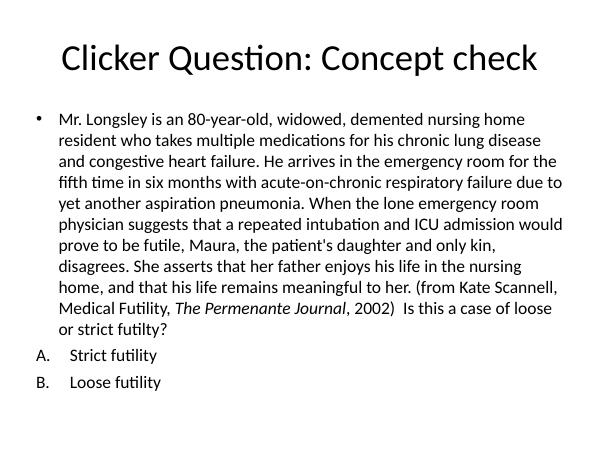 Clicker Question: Concept check
• Mr. Longsley is an 80-year-old, widowed, demented nursing home
resident who takes multiple medications for his chronic lung disease
and congestive heart failure. He arrives in the emergency room for the
fifth time in six months with acute-on-chronic respiratory failure due to
yet another aspiration pneumonia. When the lone emergency room
physician suggests that a repeated intubation and ICU admission would
prove to be futile, Maura, the patient's daughter and only kin,
disagrees. She asserts that her father enjoys his life in the nursing
home, and that his life remains meaningful to her. (from Kate Scannell,
Medical Futility, The Permanente Journal, 2002)  Is this a case of loose
or strict futilty?
A. Strict futility
B. Loose futility